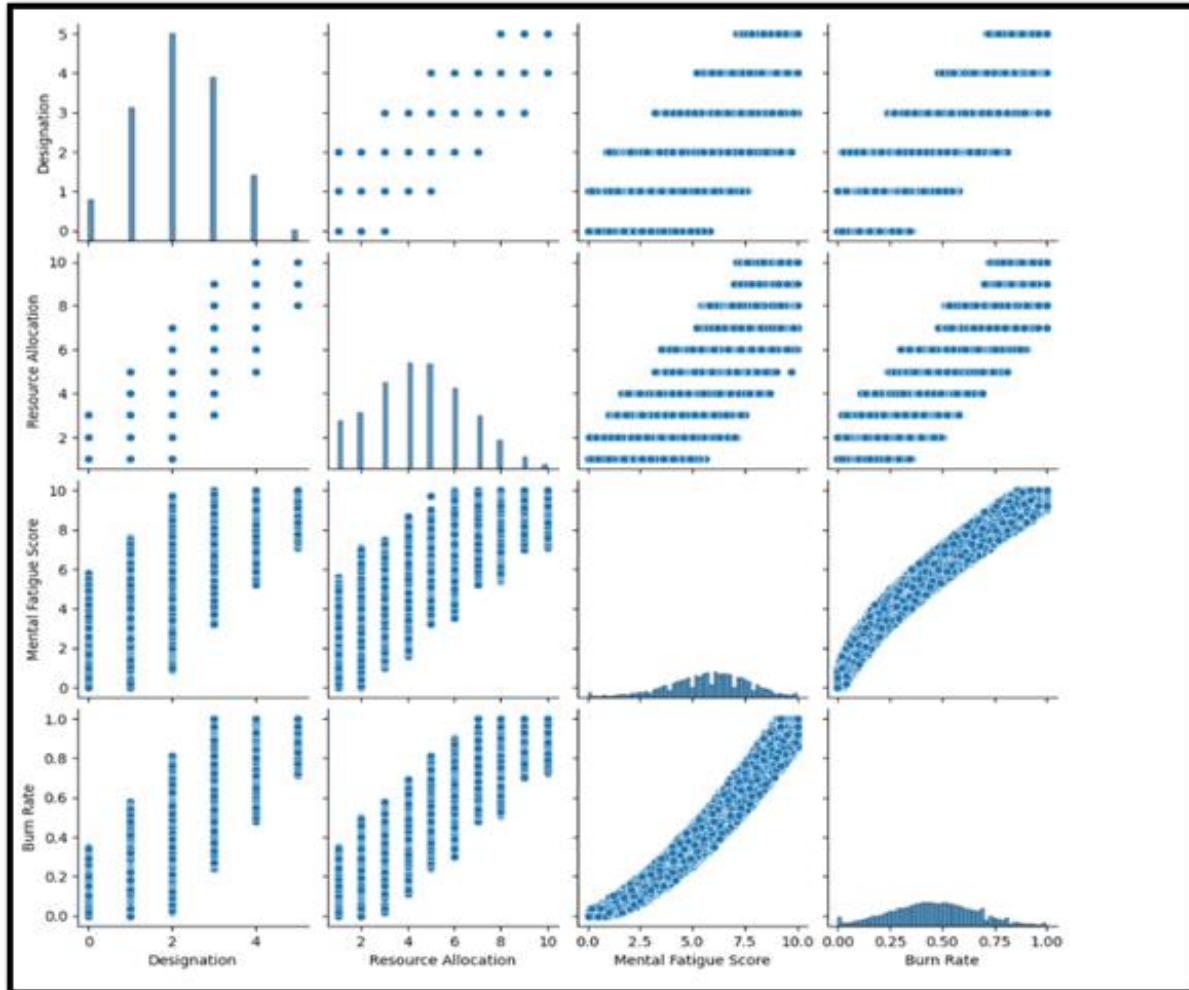 Designation
5
4
3
2
1
0
Resource Allocation
10
8
6
4
2
Mental Fatigue Score
10
8
6
4
2
0
Burn Rate
1.0
0.8
0.6
0.4
0.2
0.0
0 2 4
2 4 6 8 10
0.0 2.5 5.0 7.5 10.0
0.00 0.25 0.50 0.75 1.00
Designation
Resource Allocation
Mental Fatigue Score
Burn Rate